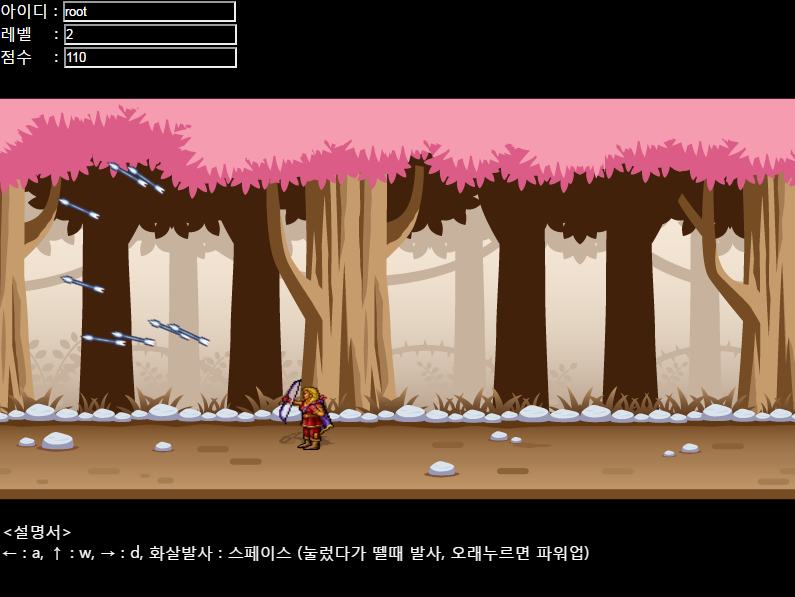 아이디 : root
레벨 : 2
점수 : 110
<설명서>
← : a, ↑ : w, → : d, 화살발사 : 스페이스 (눌렀다가 뗄때 발사, 오래누르면 파워업)